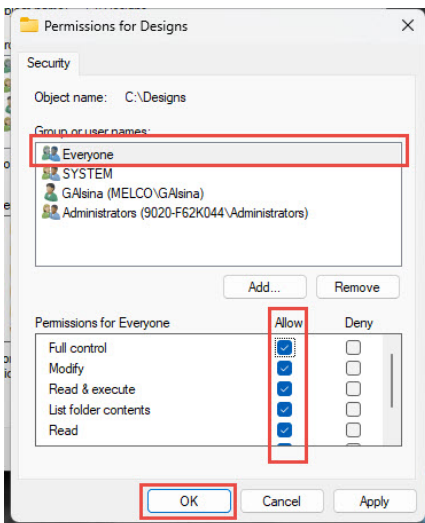 Permissions for Designs
Security
Object name: C:\Designs
Group or user names:
Everyone
SYSTEM
GAlsina (MELCO\GAlsina)
Administrators (9020-F62K044\Administrators)
Add... Remove
Permissions for Everyone Allow Deny
Full control
Modify
Read & execute
List folder contents
Read
OK Cancel Apply